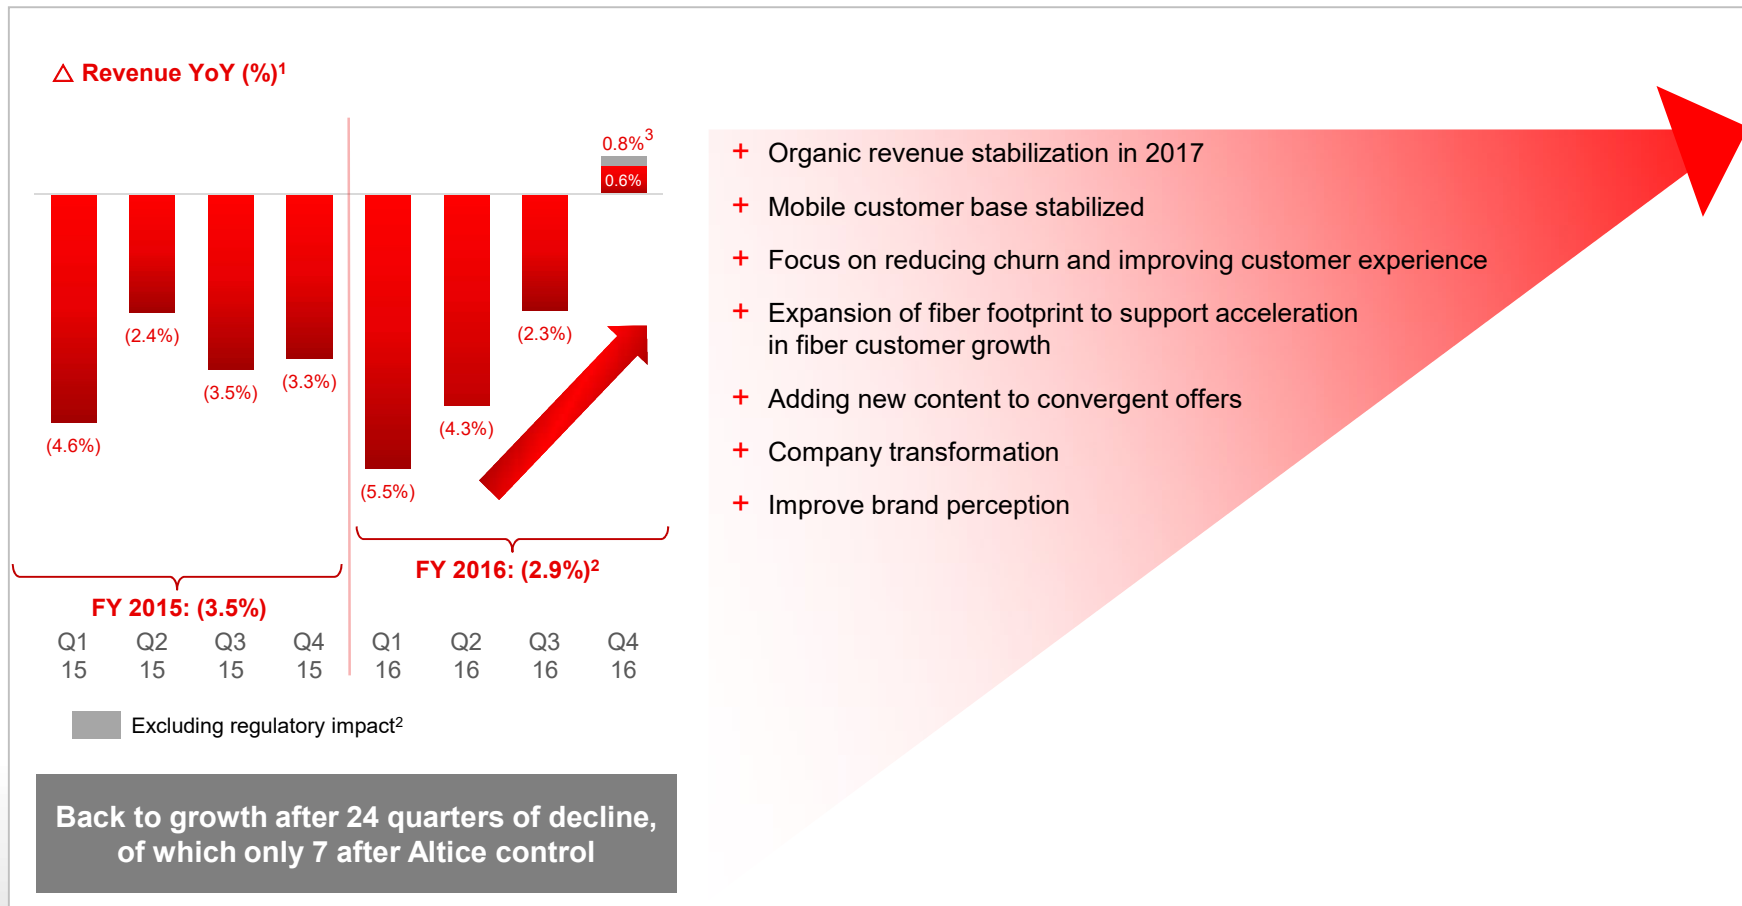 △ Revenue YoY (%)¹
0.8%³
0.6%
(4.6%)
(2.4%)
(3.5%)
(3.3%)
(5.5%)
(4.3%)
(2.3%)
FY 2015: (3.5%)
FY 2016: (2.9%)²
Q1 15
Q2 15
Q3 15
Q4 15
Q1 16
Q2 16
Q3 16
Q4 16
Excluding regulatory impact²
Back to growth after 24 quarters of decline,
of which only 7 after Altice control
+ Organic revenue stabilization in 2017
+ Mobile customer base stabilized
+ Focus on reducing churn and improving customer experience
+ Expansion of fiber footprint to support acceleration
in fiber customer growth
+ Adding new content to convergent offers
+ Company transformation
+ Improve brand perception